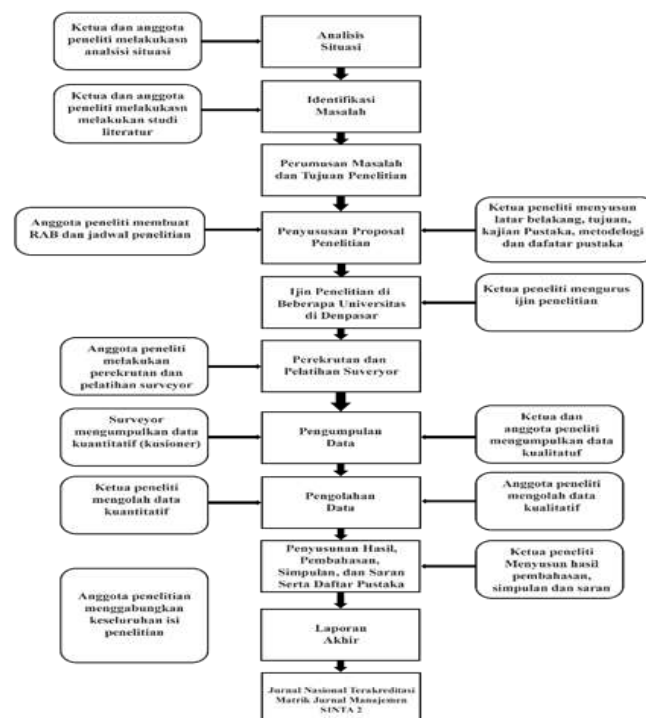 Ketua dan anggota
peneliti melakukasn
analsisi situasi
Analisis
Situasi
Ketua dan anggota
peneliti melakukasn
melakukan studi
literatur
Identifikasi
Masalah
Perumusan Masalah
dan Tujuan Penelitian
Anggota peneliti membuat
RAB dan jadwal penelitian
Penyususan Proposal
Penelitian
Ketua peneliti menyusun
latar belakang, tujuan,
kajian Pustaka, metodelogi
dan dafatar pustaka
Ijin Penelitian di
Beberapa Universitas
di Denpasar
Ketua peneliti mengurus
ijin penelitian
Anggota peneliti
melakukan
perekrutan dan
pelatihan surveyor
Perekrutan dan
Pelatihan Suveryor
Surveyor
mengumpulkan data
kuantitatif (kusioner)
Pengumpulan
Data
Ketua dan
anggota peneliti
mengumpulkan data
kualitatuf
Ketua peneliti
mengolah data
kuantitatif
Pengolahan
Data
Anggota peneliti
mengolah data
kualitatif
Penyusunan Hasil,
Pembahasan,
Simpulan, dan Saran
Serta Daftar Pustaka
Ketua peneliti
Menyusun hasil
pembahasan,
simpulan dan saran
Anggota penelitian
menggabungkan
keseluruhan isi
penelitian
Laporan
Akhir
Jurnal Nasional Terakreditasi
Matrik Jurnal Manajemen
SINTA 2